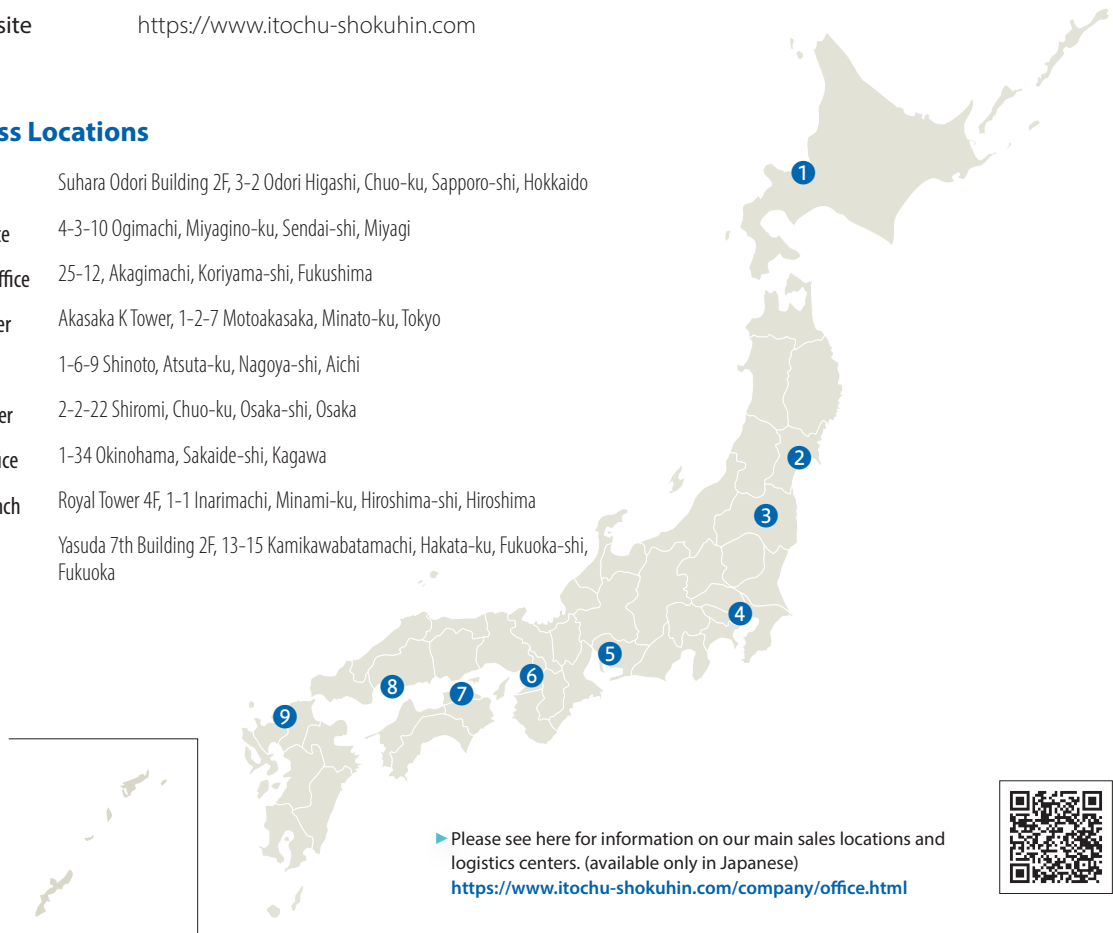 site https://www.itochu-shokuhin.com
ss Locations
Suhara Odori Building 2F, 3-2 Odori Higashi, Chuo-ku, Sapporo-shi, Hokkaido
ce 4-3-10 Ogimachi, Miyagino-ku, Sendai-shi, Miyagi
ffice 25-12, Akagimachi, Koriyama-shi, Fukushima
er Akasaka K Tower, 1-2-7 Motoakasaka, Minato-ku, Tokyo
1-6-9 Shinoto, Atsuta-ku, Nagoya-shi, Aichi
er 2-2-22 Shiromi, Chuo-ku, Osaka-shi, Osaka
ice 1-34 Okinohama, Sakaide-shi, Kagawa
nch Royal Tower 4F, 1-1 Inarimachi, Minami-ku, Hiroshima-shi, Hiroshima
Yasuda 7th Building 2F, 13-15 Kamikawabatamachi, Hakata-ku, Fukuoka-shi,
Fukuoka
1
2
3
4
5
6
7
8
9
Please see here for information on our main sales locations and
logistics centers. (available only in Japanese)
https://www.itochu-shokuhin.com/company/office.html